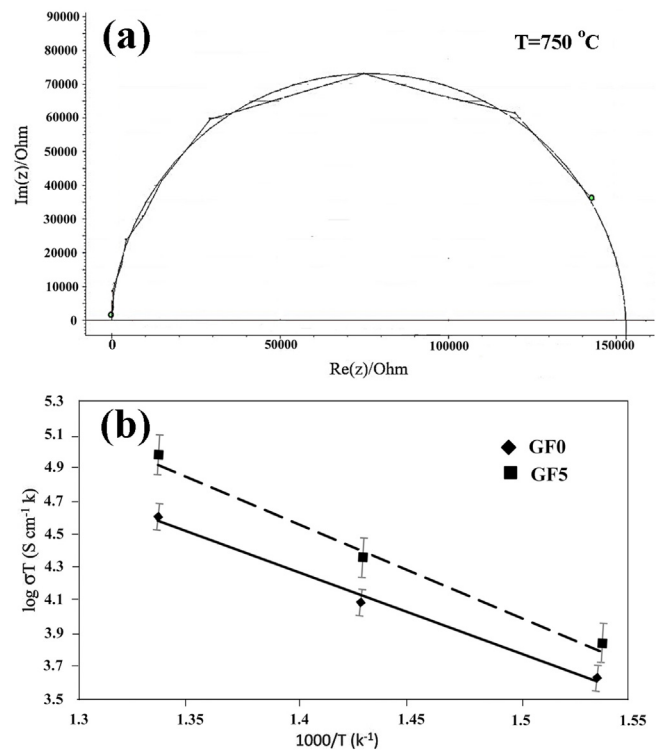 (a)
T=750 °C
90000
80000
70000
60000
50000
40000
30000
20000
10000
0
Im(z)/Ohm
0 50000 100000 150000
Re(z)/Ohm
(b)
GF0
GF5
5.3
5.1
4.9
4.7
4.5
4.3
4.1
3.9
3.7
3.5
log σT (S cm⁻¹ k)
1.3 1.35 1.4 1.45 1.5 1.55
1000/T (k⁻¹)